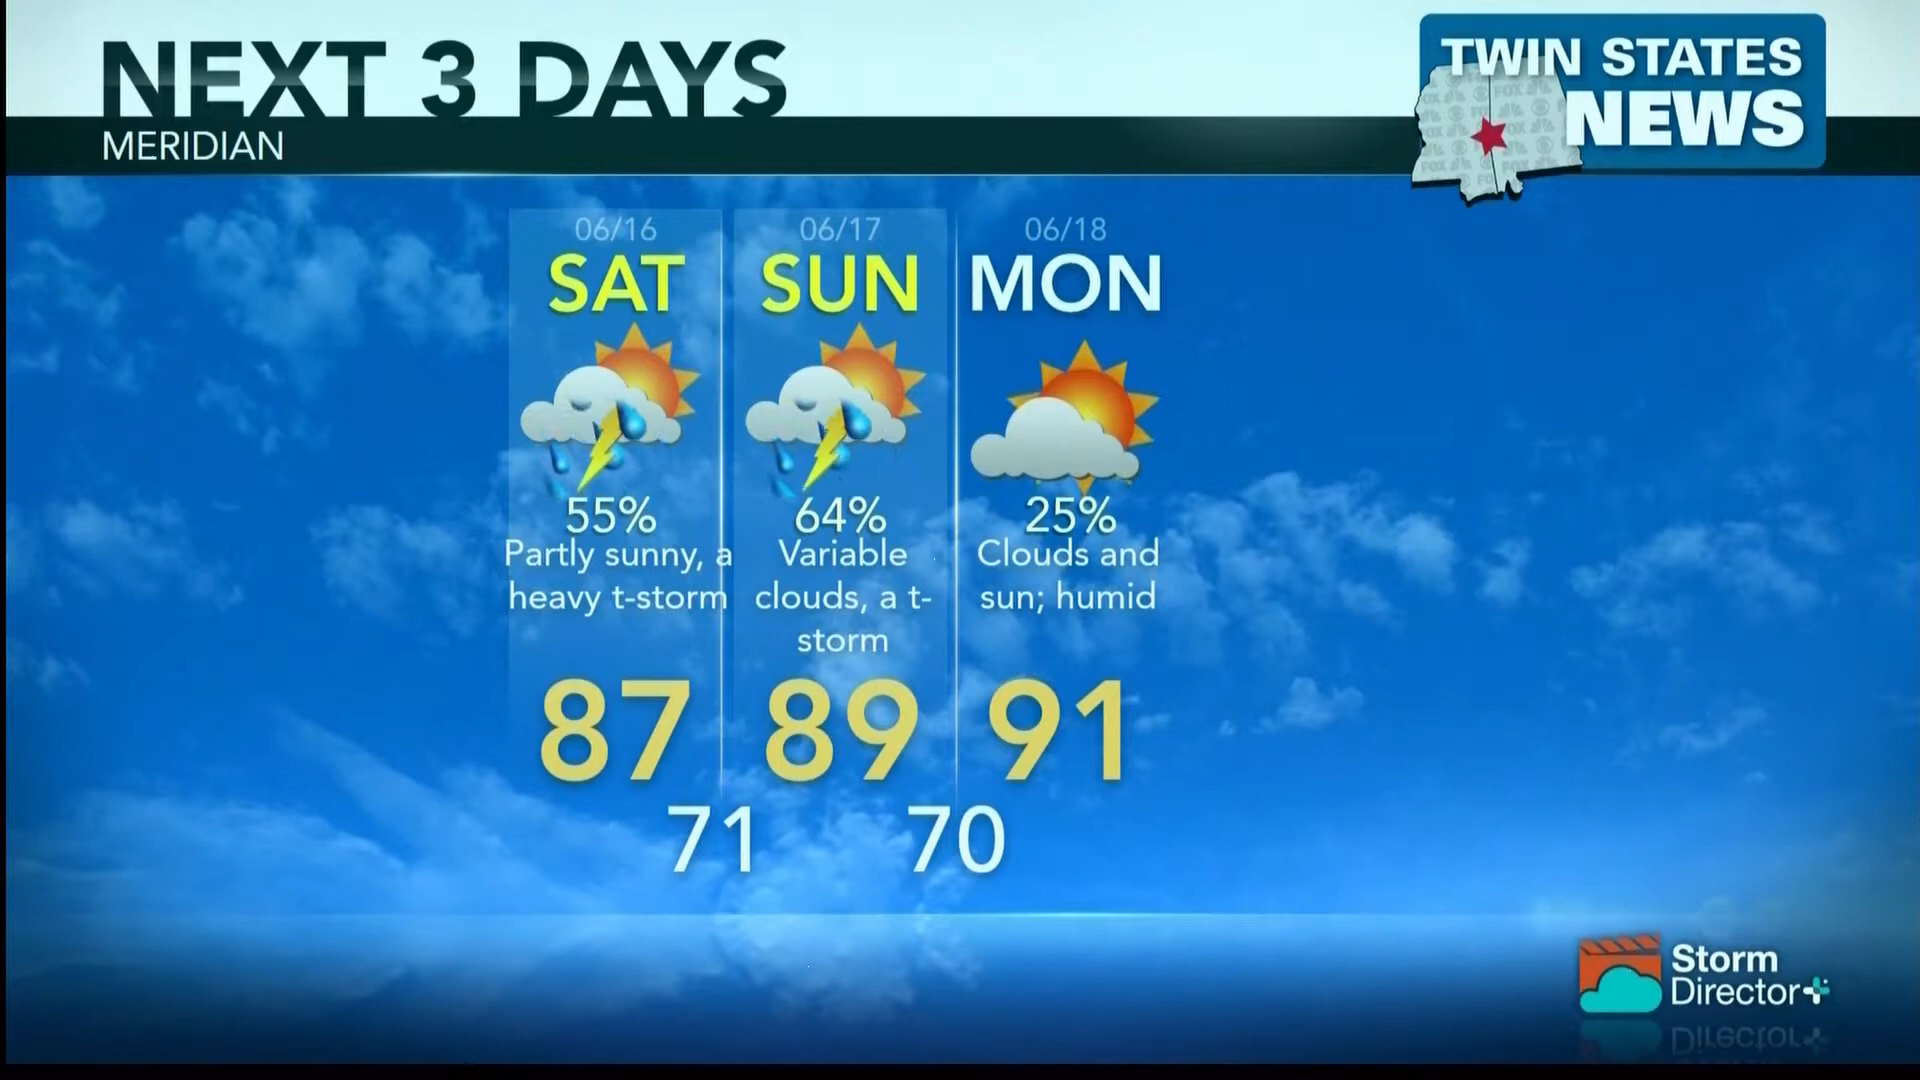 NEXT 3 DAYS
MERIDIAN
TWIN STATES
NEWS
06/16
SAT
55%
Partly sunny, a
heavy t-storm
87
06/17
SUN
64%
Variable
clouds, a t-
storm
89
06/18
MON
25%
Clouds and
sun; humid
91
71
70
Storm
Director+